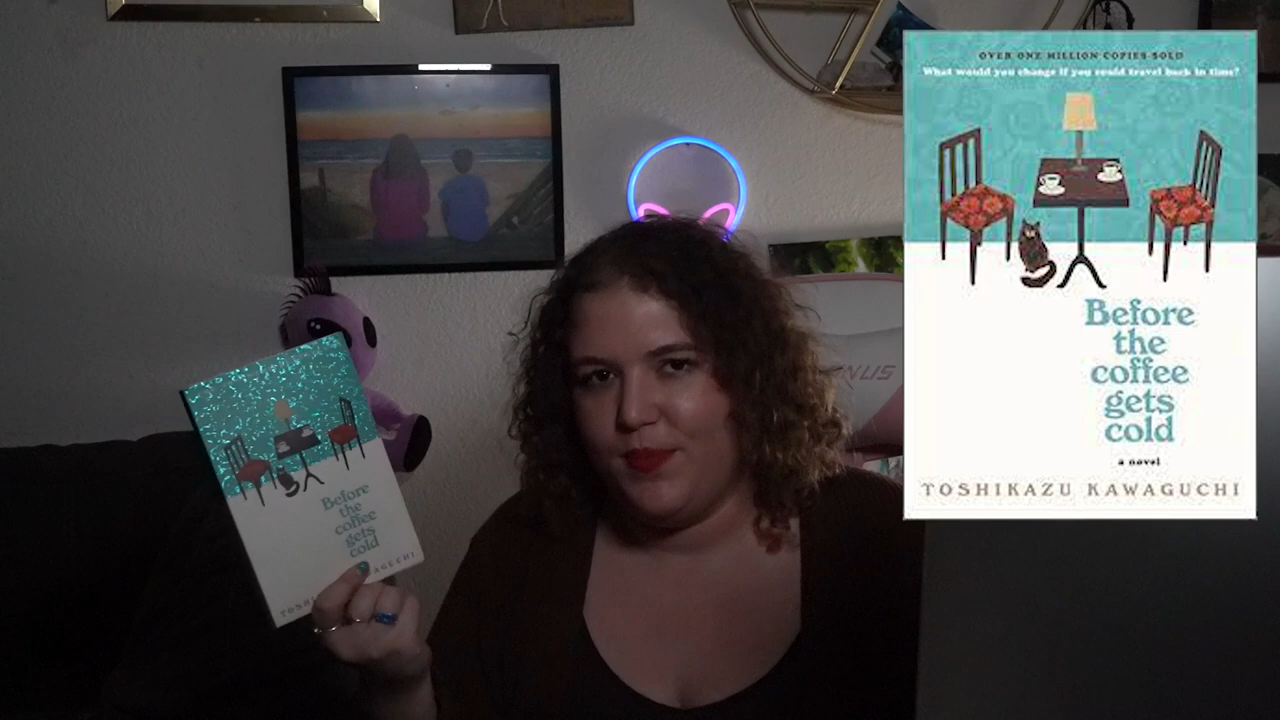 Before
the
coffee
gets
cold
AGUCHI
OVER ONE MILLION COPIES SOLD
What would you change if you could travel back in time?
Before
the
coffee
gets
cold
a novel
TOSHIKAZU KAWAGUCHI